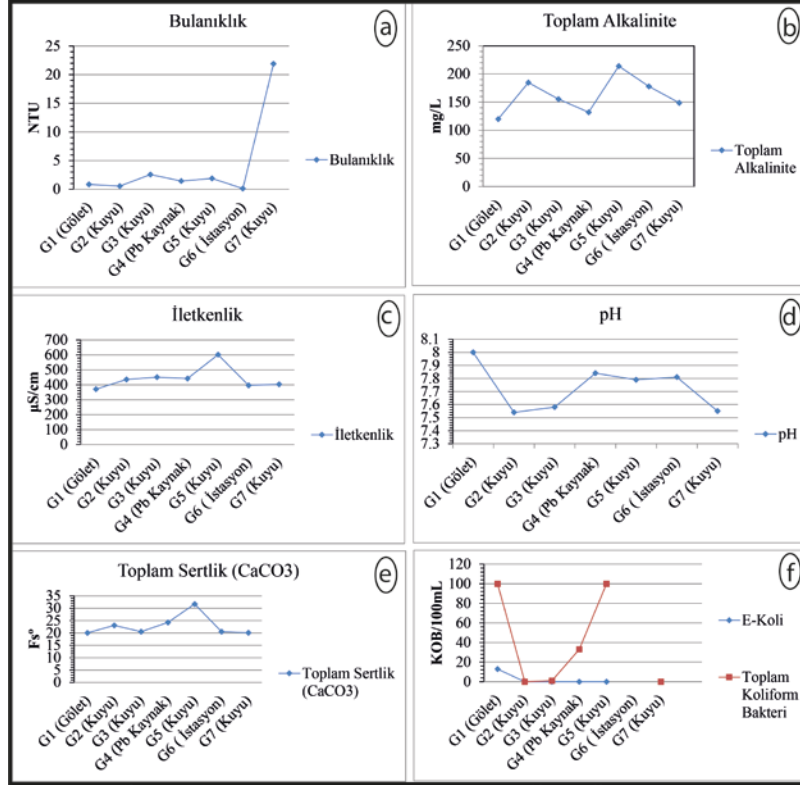 Bulanıklık
a
25
20
15
10
5
0
NTU
G1 (Gölet)
G2 (Kuyu)
G3 (Kuyu)
G4 (Pb Kaynak)
G5 (Kuyu)
G6 ( İstasyon)
G7 (Kuyu)
Bulanıklık
Toplam Alkalinite
b
250
200
150
100
50
0
mg/L
G1 (Gölet)
G2 (Kuyu)
G3 (Kuyu)
G4 (Pb Kaynak)
G5 (Kuyu)
G6 ( İstasyon)
G7 (Kuyu)
Toplam
Alkalinite
İletkenlik
c
700
600
500
400
300
200
100
0
µS/cm
G1 (Gölet)
G2 (Kuyu)
G3 (Kuyu)
G4 (Pb Kaynak)
G5 (Kuyu)
G6 ( İstasyon)
G7 (Kuyu)
İletkenlik
pH
d
8.1
8
7.9
7.8
7.7
7.6
7.5
7.4
7.3
G1 (Gölet)
G2 (Kuyu)
G3 (Kuyu)
G4 (Pb Kaynak)
G5 (Kuyu)
G6 ( İstasyon)
G7 (Kuyu)
pH
Toplam Sertlik (CaCO3)
e
35
30
25
20
15
10
5
0
Fsº
G1 (Gölet)
G2 (Kuyu)
G3 (Kuyu)
G4 (Pb Kaynak)
G5 (Kuyu)
G6 ( İstasyon)
G7 (Kuyu)
Toplam Sertlik
(CaCO3)
f
120
100
80
60
40
20
0
KOB/100mL
G1 (Gölet)
G2 (Kuyu)
G3 (Kuyu)
G4 (Pb Kaynak)
G5 (Kuyu)
G6 ( İstasyon)
G7 (Kuyu)
E-Koli
Toplam
Koliform
Bakteri